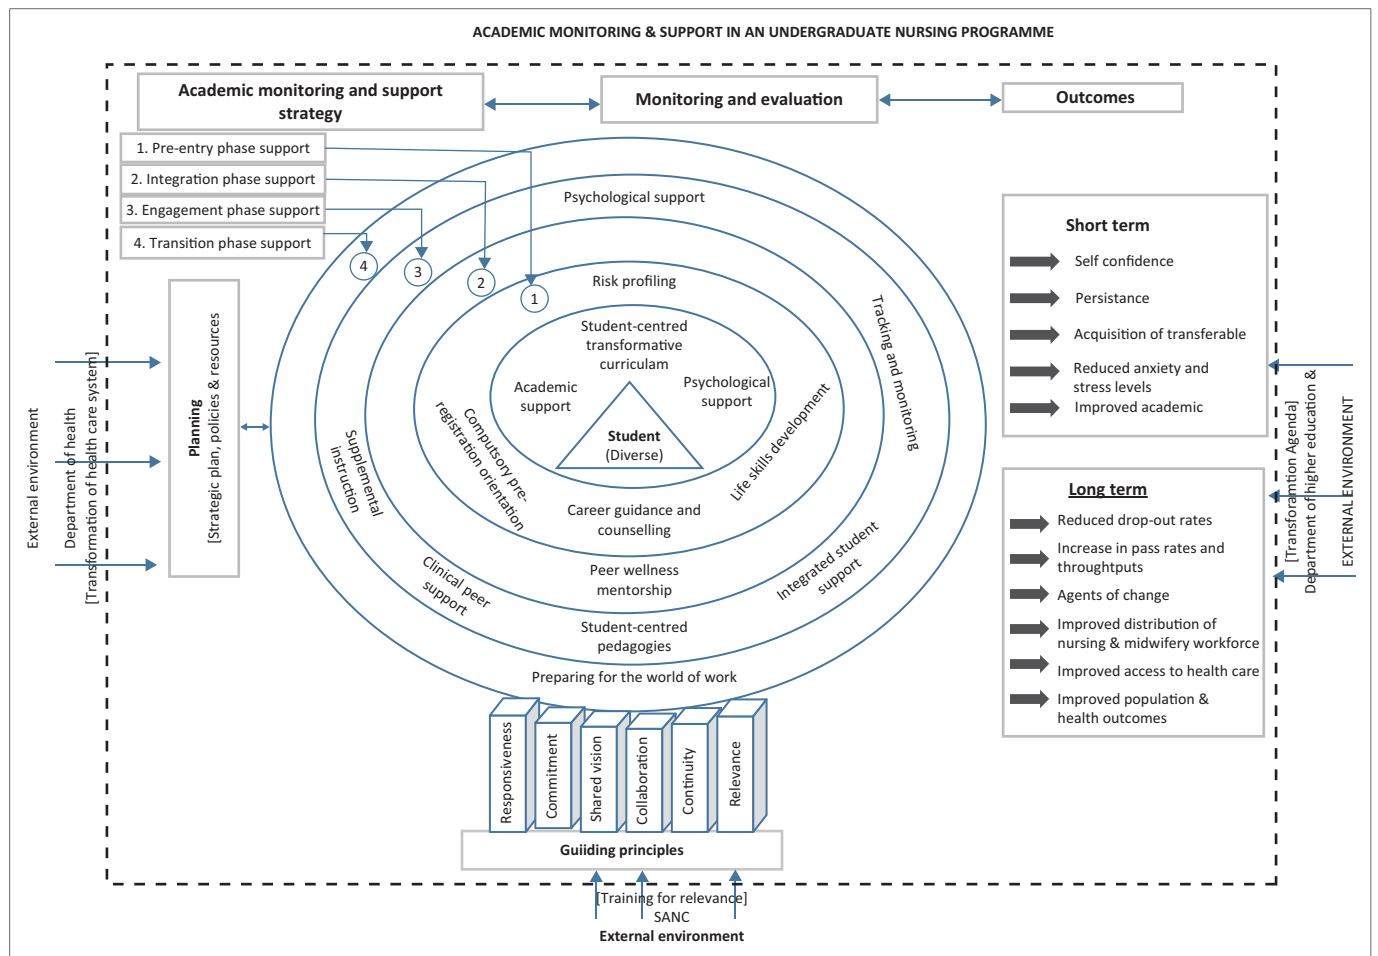 ACADEMIC MONITORING & SUPPORT IN AN UNDERGRADUATE NURSING PROGRAMME
Academic monitoring and support
strategy
Monitoring and evaluation
Outcomes
1. Pre-entry phase support
2. Integration phase support
3. Engagement phase support
4. Transition phase support
4
3
2
1
Psychological support
Risk profiling
Student-centred
transformative
curriculam
Academic
support
Psychological
support
Student
(Diverse)
Computsory pre-
registration orientation
Life skills development
Career guidance and
counselling
Tracking and monitoring
Supplemental
instruction
Peer wellness
mentorship
Integrated student
support
Clinical peer
support
Student-centred
pedagogies
Preparing for the world of work
External environment
Department of health
[Transformation of health care system]
Planning
[Strategic plan, policies & resources
Short term
Self confidence
Persistance
Acquisition of transferable
Reduced anxiety and
stress levels
Improved academic
Long term
Reduced drop-out rates
Increase in pass rates and
throughtputs
Agents of change
Improved distribution of
nursing & midwifery workforce
Improved access to health care
Improved population &
health outcomes
[Transforamtion Agenda]
Department of higher education &
EXTERNAL ENVIRONMENT
Responsiveness
Commitment
Shared vision
Collaboration
Continuity
Relevance
Guiiding principles
[Training for relevance]
SANC
External environment